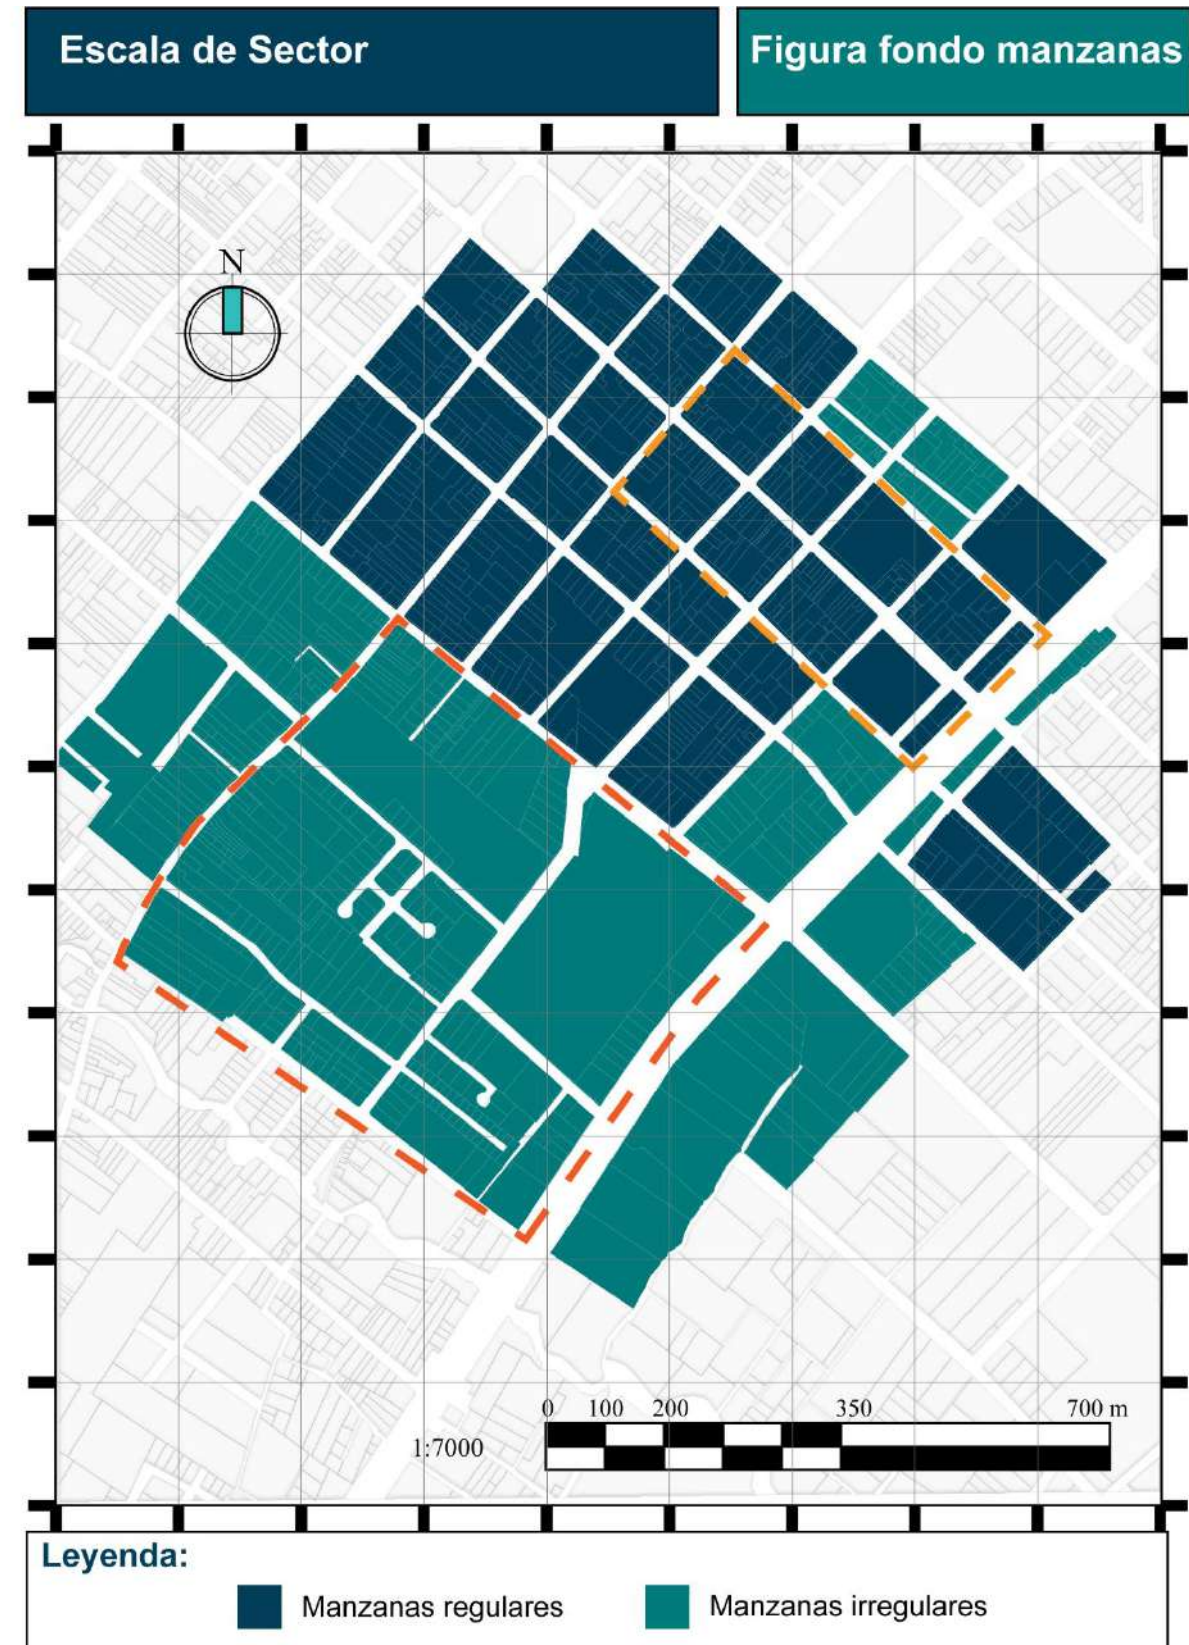 Escala de Sector
Figura fondo manzanas
N
0 100 200 350 700 m
1:7000
Leyenda:
Manzanas regulares
Manzanas irregulares